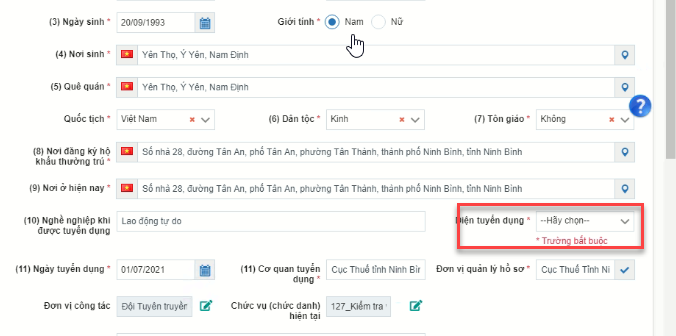 (3) Ngày sinh * 20/09/1993 Giới tính * Nam Nữ
(4) Nơi sinh * Yên Thọ, Ý Yên, Nam Định
(5) Quê quán * Yên Thọ, Ý Yên, Nam Định
Quốc tịch * Việt Nam (6) Dân tộc * Kinh (7) Tôn giáo * Không
(8) Nơi đăng ký hộ
khẩu thường trú * Số nhà 28, đường Tân An, phố Tân An, phường Tân Thành, thành phố Ninh Bình, tỉnh Ninh Bình
(9) Nơi ở hiện nay * Số nhà 28, đường Tân An, phố Tân An, phường Tân Thành, thành phố Ninh Bình, tỉnh Ninh Bình
(10) Nghề nghiệp khi
được tuyển dụng Lao động tự do Diện tuyển dụng * --Hãy chọn--
* Trường bắt buộc
(11) Ngày tuyển dụng * 01/07/2021 (11) Cơ quan tuyển
dụng * Cục Thuế tỉnh Ninh Bìn Đơn vị quản lý hồ sơ * Cục Thuế Tỉnh Ni
Đơn vị công tác Đội Tuyên truyền Chức vụ (chức danh)
hiện tại 127_Kiểm tra